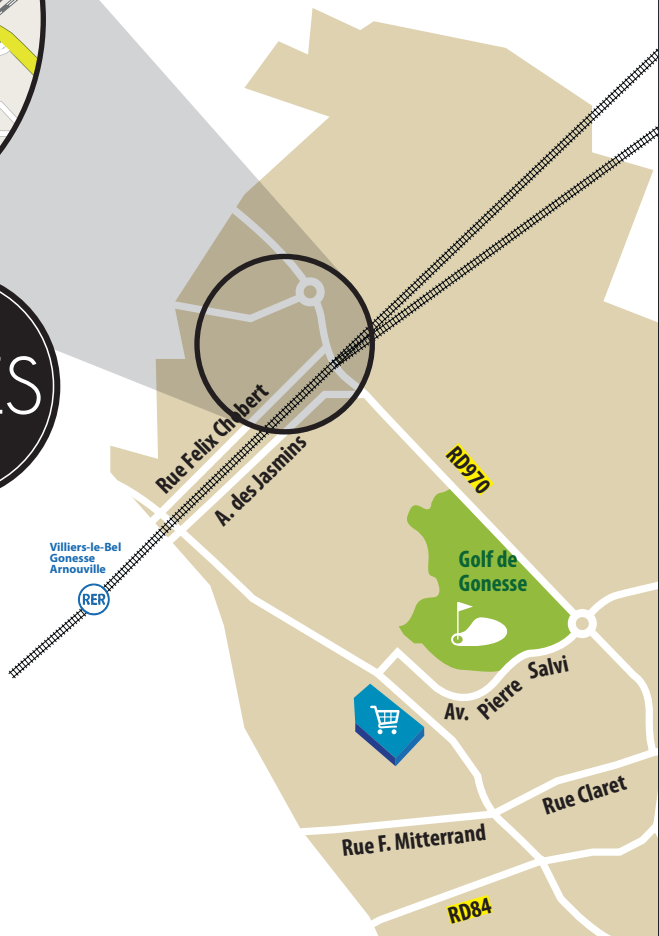 ES
Rue Felix Chobert
A. des Jasmins
RD970
Villiers-le-Bel
Gonesse
Arnouville
RER
Golf de
Gonesse
Av. Pierre Salvi
Rue Claret
Rue F. Mitterrand
RD84